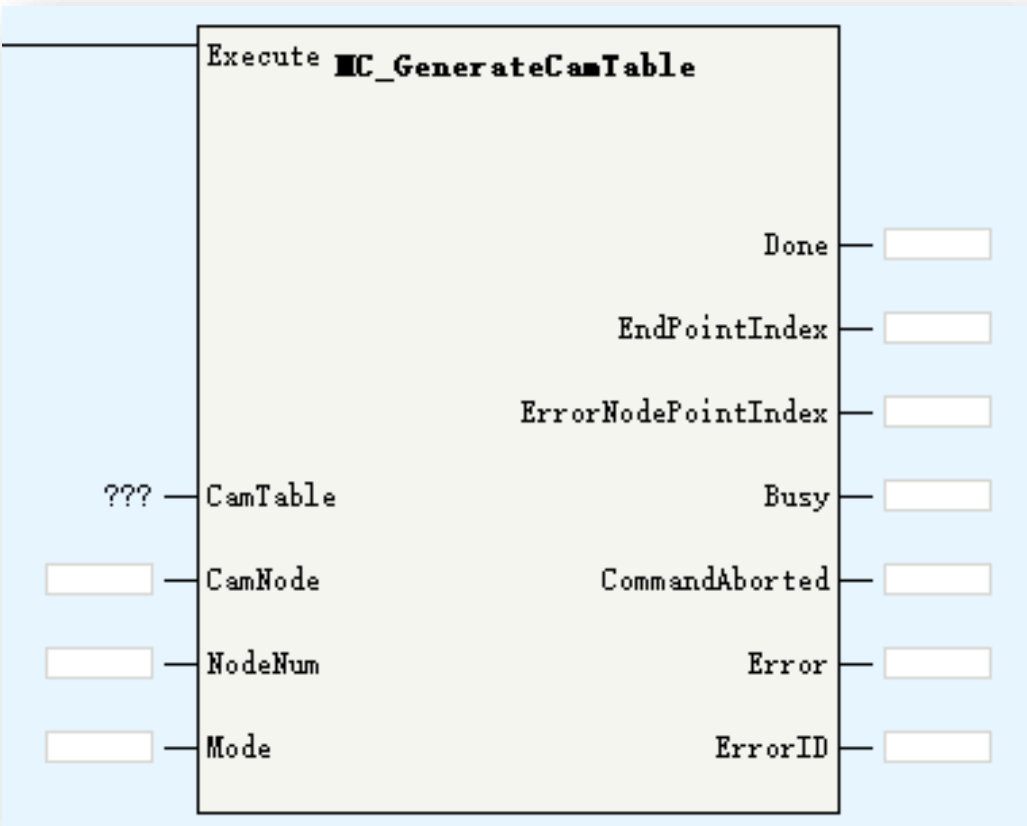 Execute MC_GenerateCamTable
Done
EndPointIndex
ErrorNodePointIndex
??? CamTable Busy
CamNode CommandAborted
NodeNum Error
Mode ErrorID